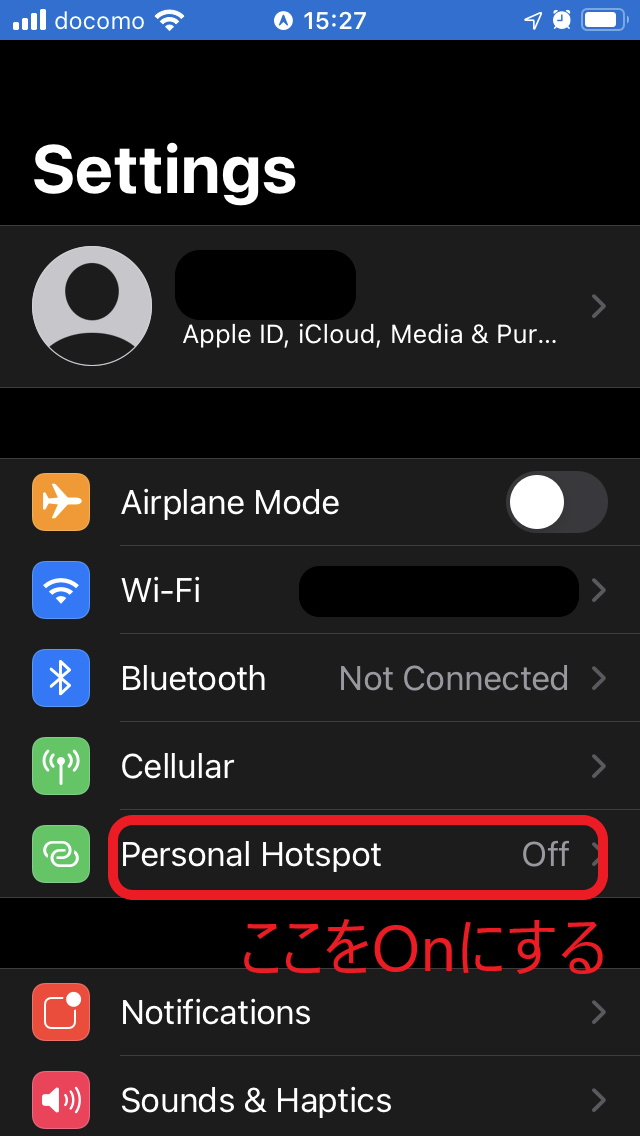 docomo 15:27
Settings
Apple ID, iCloud, Media & Pur...
Airplane Mode
Wi-Fi
Bluetooth Not Connected
Cellular
Personal Hotspot Off
ここをOnにする
Notifications
Sounds & Haptics